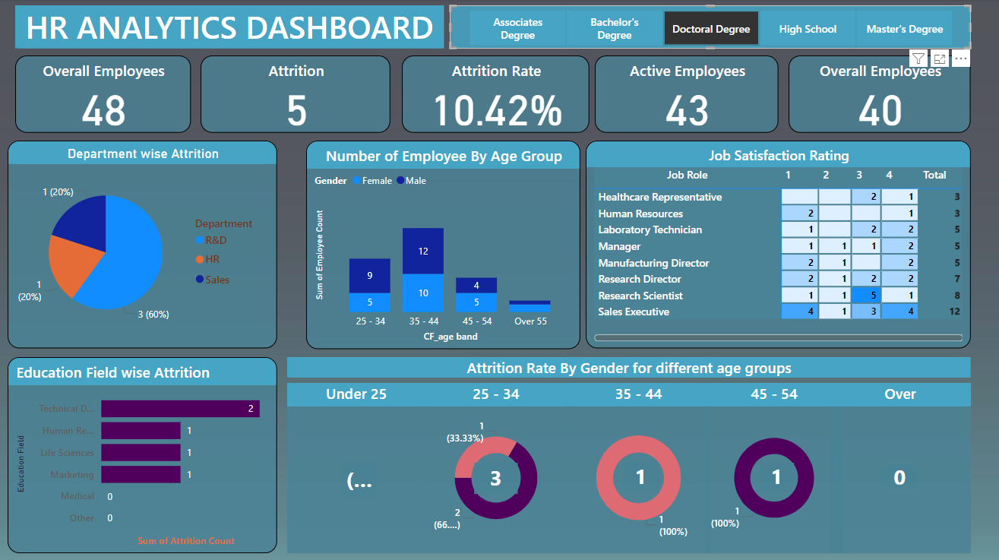 HR ANALYTICS DASHBOARD
Associates
Degree
Bachelor's
Degree
Doctoral Degree
High School
Master's Degree
Overall Employees
48
Attrition
5
Attrition Rate
10.42%
Active Employees
43
Overall Employees
40
Department wise Attrition
1 (20%)
1
(20%)
3 (60%)
Department
R&D
HR
Sales
Number of Employee By Age Group
Gender Female Male
Sum of Employee Count
9
5
12
10
4
5
25 - 34 35 - 44 45 - 54 Over 55
CF_age band
Job Satisfaction Rating
Job Role 1 2 3 4 Total
Healthcare Representative 2 1 3
Human Resources 2 1 3
Laboratory Technician 1 2 2 5
Manager 1 1 1 2 5
Manufacturing Director 2 1 2 5
Research Director 2 1 2 2 7
Research Scientist 1 1 5 1 8
Sales Executive 4 1 3 4 12
Education Field wise Attrition
Education Field
Technical D... 2
Human Re... 1
Life Sciences 1
Marketing 1
Medical 0
Other 0
Sum of Attrition Count
Attrition Rate By Gender for different age groups
Under 25 25 - 34 35 - 44 45 - 54 Over
(...
1
(33.33%)
3
2
(66....)
1
1
(100%)
1
1
(100%)
0